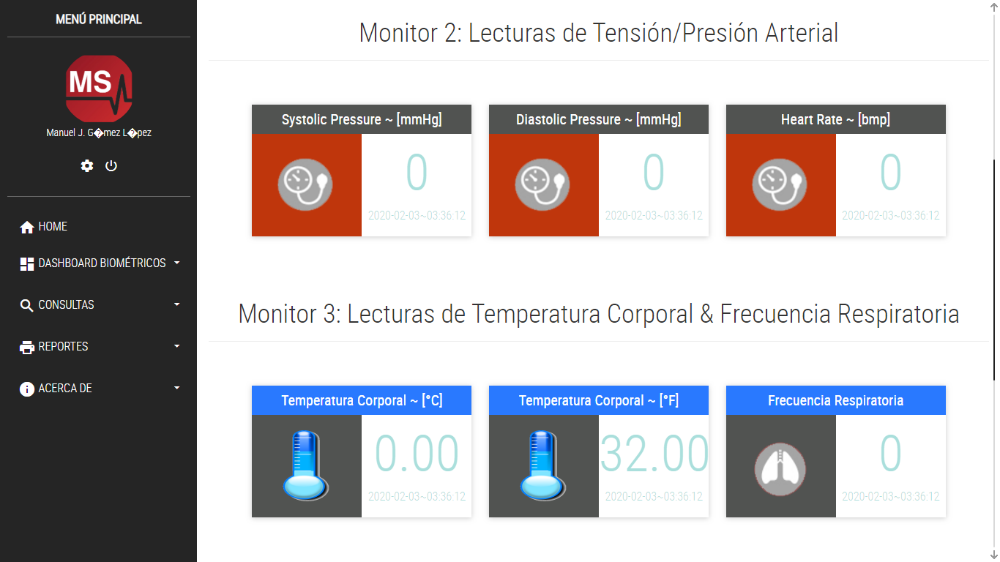 MENÚ PRINCIPAL
MS
Manuel J. G�mez L�pez
HOME
DASHBOARD BIOMÉTRICOS
CONSULTAS
REPORTES
ACERCA DE
Monitor 2: Lecturas de Tensión/Presión Arterial
Systolic Pressure ~ [mmHg]
0
2020-02-03~03:36:12
Diastolic Pressure ~ [mmHg]
0
2020-02-03~03:36:12
Heart Rate ~ [bmp]
0
2020-02-03~03:36:12
Monitor 3: Lecturas de Temperatura Corporal & Frecuencia Respiratoria
Temperatura Corporal ~ [°C]
0.00
2020-02-03~03:36:12
Temperatura Corporal ~ [°F]
32.00
2020-02-03~03:36:12
Frecuencia Respiratoria
0
2020-02-03~03:36:12